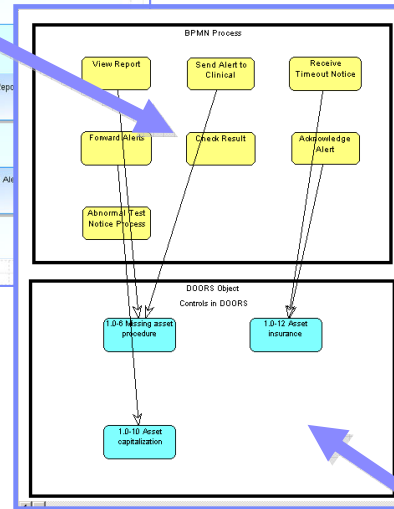 BPMN Process
View Report
Send Alert to
Clinical
Receive
Timeout Notice
Forward Alerts
Check Result
Acknowledge
Alert
Abnormal Test
Notice Process
DOORS Object
Controls in DOORS
1.0-6 Missing asset
procedure
1.0-12 Asset
insurance
1.0-10 Asset
capitalization